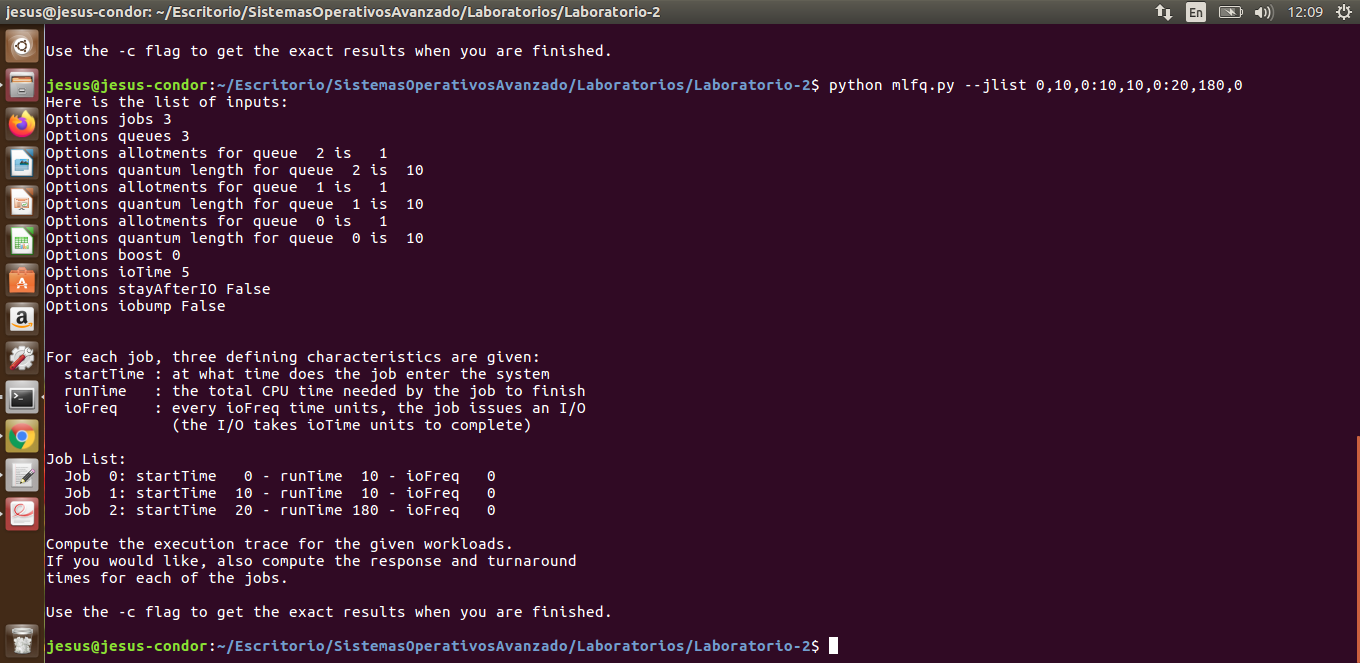 jesus@jesus-condor: ~/Escritorio/SistemasOperativosAvanzado/Laboratorios/Laboratorio-2
En
12:09
Use the -c flag to get the exact results when you are finished.
jesus@jesus-condor:~/Escritorio/SistemasOperativosAvanzado/Laboratorios/Laboratorio-2$ python mlfq.py --jlist 0,10,0:10,10,0:20,180,0
Here is the list of inputs:
Options jobs 3
Options queues 3
Options allotments for queue  2 is   1
Options quantum length for queue  2 is  10
Options allotments for queue  1 is   1
Options quantum length for queue  1 is  10
Options allotments for queue  0 is   1
Options quantum length for queue  0 is  10
Options boost 0
Options ioTime 5
Options stayAfterIO False
Options iobump False
For each job, three defining characteristics are given:
  startTime : at what time does the job enter the system
  runTime   : the total CPU time needed by the job to finish
  ioFreq    : every ioFreq time units, the job issues an I/O
              (the I/O takes ioTime units to complete)
Job List:
  Job  0: startTime   0 - runTime  10 - ioFreq   0
  Job  1: startTime  10 - runTime  10 - ioFreq   0
  Job  2: startTime  20 - runTime 180 - ioFreq   0
Compute the execution trace for the given workloads.
If you would like, also compute the response and turnaround
times for each of the jobs.
Use the -c flag to get the exact results when you are finished.
jesus@jesus-condor:~/Escritorio/SistemasOperativosAvanzado/Laboratorios/Laboratorio-2$